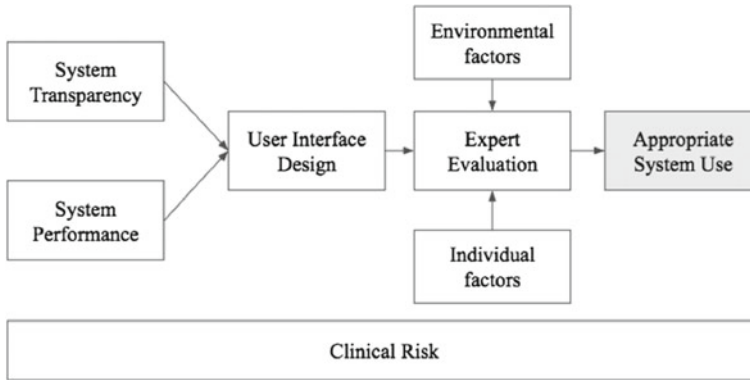 System
Transparency
System
Performance
User Interface
Design
Environmental
factors
Expert
Evaluation
Individual
factors
Appropriate
System Use
Clinical Risk